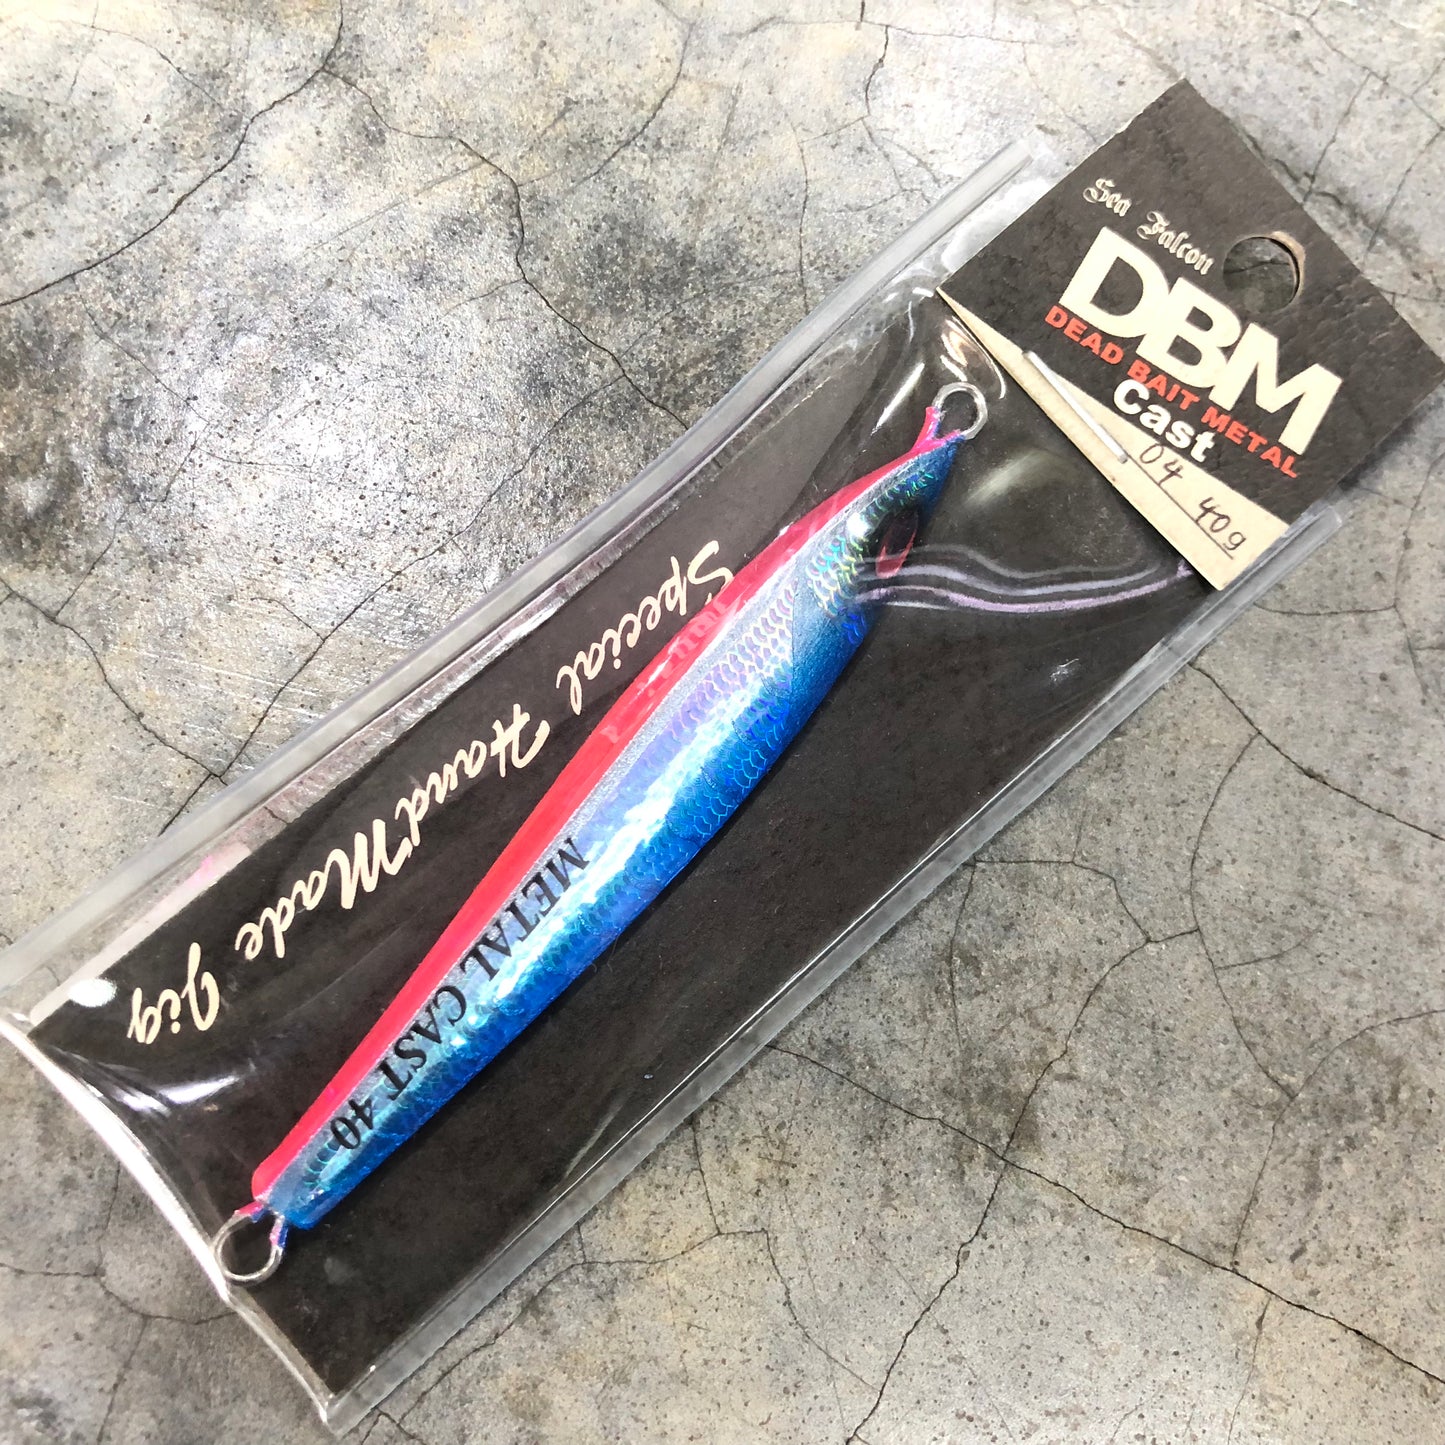 Sea Falcon
DBM
DEAD BAIT METAL
Cast
04 40g
Special Hand Made Jig
METAL CAST 40